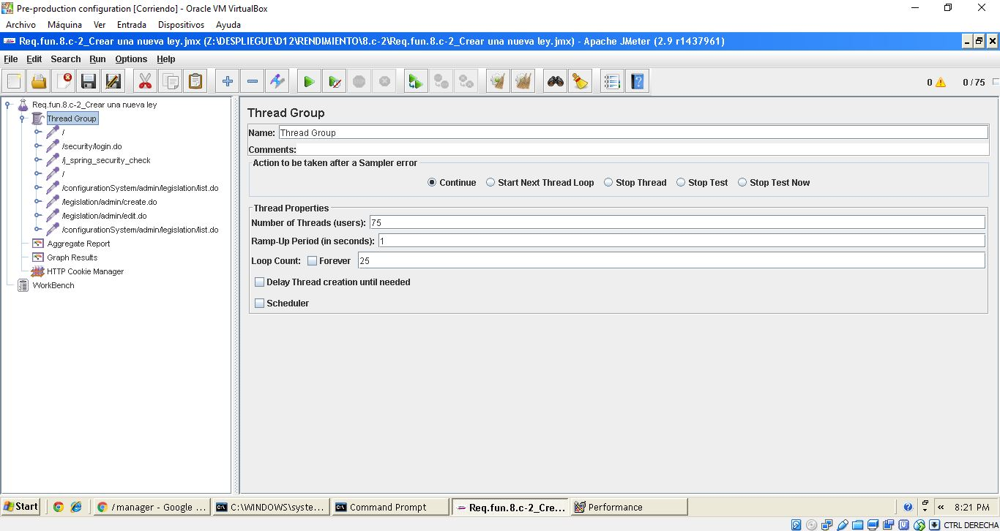 Pre-production configuration [Corriendo] - Oracle VM VirtualBox
Archivo Máquina Ver Entrada Dispositivos Ayuda
Req.fun.8.c-2_Crear una nueva ley.jmx (Z:\DESPLIEGUE\D12\RENDIMIENTO\8.c-2\Req.fun.8.c-2_Crear una nueva ley.jmx) - Apache JMeter (2.9 r1437961)
File Edit Search Run Options Help
0 0 / 75
Req.fun.8.c-2_Crear una nueva ley
Thread Group
/
/security/login.do
/j_spring_security_check
/
/configurationSystem/admin/legislation/list.do
/legislation/admin/create.do
/legislation/admin/edit.do
/configurationSystem/admin/legislation/list.do
Aggregate Report
Graph Results
HTTP Cookie Manager
WorkBench
Thread Group
Name: Thread Group
Comments:
Action to be taken after a Sampler error
Continue Start Next Thread Loop Stop Thread Stop Test Stop Test Now
Thread Properties
Number of Threads (users): 75
Ramp-Up Period (in seconds): 1
Loop Count: Forever 25
Delay Thread creation until needed
Scheduler
Start /manager - Google ... C:\WINDOWS\syste... Command Prompt Req.fun.8.c-2_Cre... Performance 8:21 PM
CTRL DERECHA